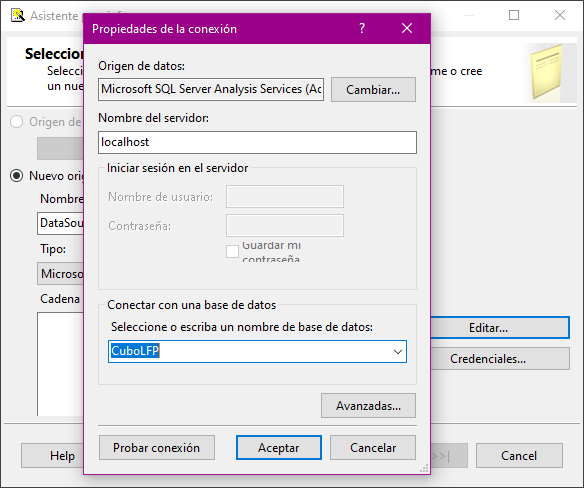 Asistente p
Propiedades de la conexión
Seleccio
Selecci
me o cree
un nue
Origen de datos:
Microsoft SQL Server Analysis Services (Ac
Cambiar...
Nombre del servidor:
localhost
Origen de
Iniciar sesión en el servidor
Nuevo orig
Nombre de usuario:
Nombre
Contraseña:
DataSou
Guardar mi
contraseña
Tipo:
Microsof
Cadena
Conectar con una base de datos
Seleccione o escriba un nombre de base de datos:
Editar...
CuboLFP
Credenciales...
Avanzadas...
Help
Probar conexión
Aceptar
Cancelar
>>|
Cancel